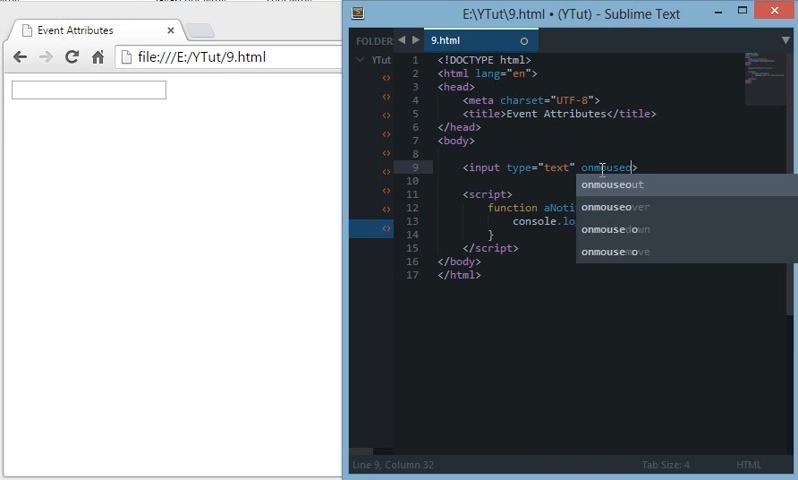 Event Attributes
file:///E:/YTut/9.html
E:\YTut\9.html • (YTut) - Sublime Text
FOLDER
9.html
YTut
1 <!DOCTYPE html>
2 <html lang="en">
3 <head>
4 <meta charset="UTF-8">
5 <title>Event Attributes</title>
6 </head>
7 <body>
8
9 <input type="text" onmouseo>
10
11 <script>
12 function aNoti
13 console.lo
14 }
15 </script>
16 </body>
17 </html>
onmouseout
onmouseover
onmousedown
onmousemove
Line 9, Column 32
Tab Size: 4
HTML